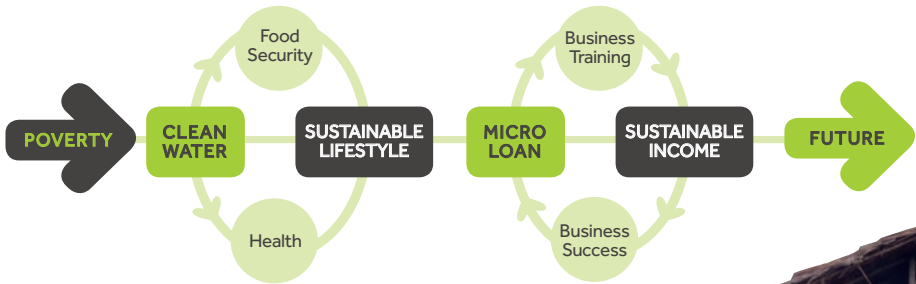 Food
Security
Business
Training
POVERTY
CLEAN
WATER
SUSTAINABLE
LIFESTYLE
MICRO
LOAN
SUSTAINABLE
INCOME
FUTURE
Health
Business
Success